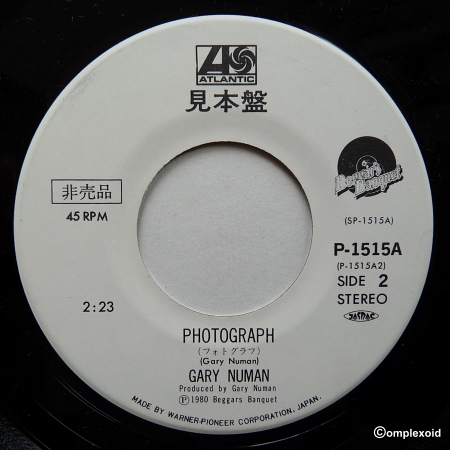 ATLANTIC
見本盤
Beggars
Banquet
非売品
45 RPM
(SP-1515A)
P-1515A
(P-1515A2)
SIDE 2
STEREO
JASRAC
2:23
PHOTOGRAPH
(フォトグラフ)
(Gary Numan)
GARY NUMAN
Produced by Gary Numan
Ⓟ 1980 Beggars Banquet
MADE BY WARNER-PIONEER CORPORATION, JAPAN.
©omplexoid